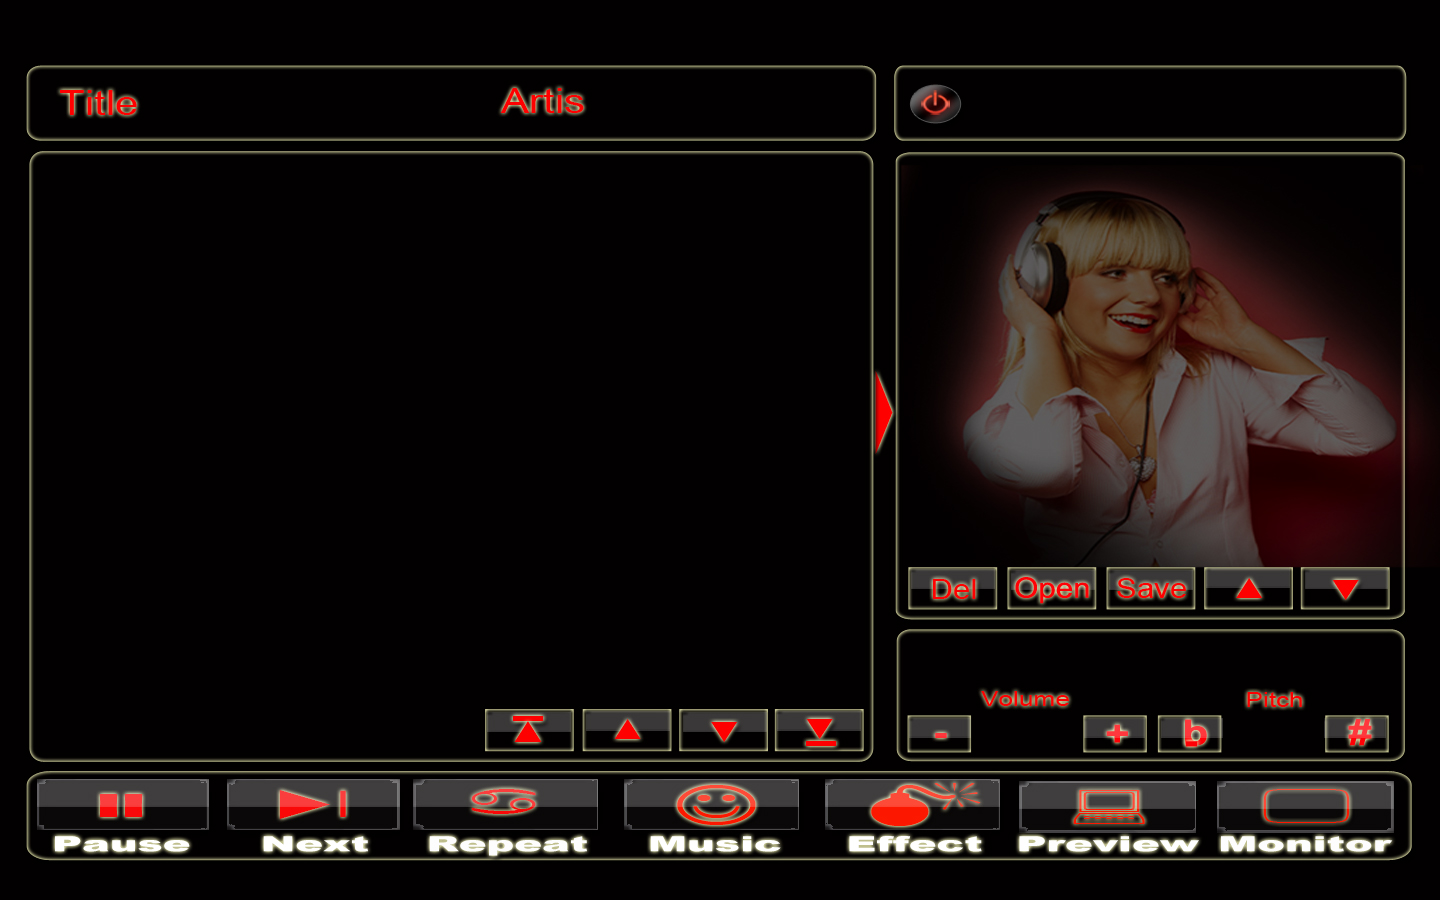 Title Artis
Del Open Save
Volume Pitch
- + b #
Pause Next Repeat Music Effect Preview Monitor